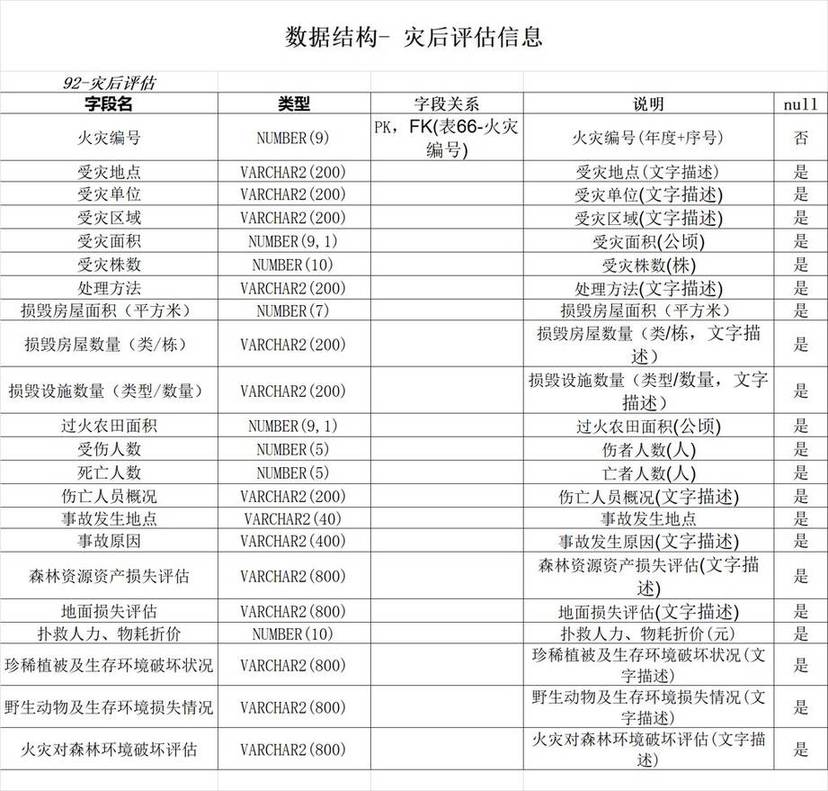 数据结构- 灾后评估信息
92-灾后评估
字段名 类型 字段关系 说明 null
火灾编号 NUMBER(9) PK, FK(表66-火灾编号) 火灾编号(年度+序号) 否
受灾地点 VARCHAR2(200) 受灾地点(文字描述) 是
受灾单位 VARCHAR2(200) 受灾单位(文字描述) 是
受灾区域 VARCHAR2(200) 受灾区域(文字描述) 是
受灾面积 NUMBER(9,1) 受灾面积(公顷) 是
受灾株数 NUMBER(10) 受灾株数(株) 是
处理方法 VARCHAR2(200) 处理方法(文字描述) 是
损毁房屋面积（平方米） NUMBER(7) 损毁房屋面积（平方米） 是
损毁房屋数量（类/栋） VARCHAR2(200) 损毁房屋数量（类/栋，文字描述） 是
损毁设施数量（类型/数量） VARCHAR2(200) 损毁设施数量（类型/数量，文字描述） 是
过火农田面积 NUMBER(9,1) 过火农田面积(公顷) 是
受伤人数 NUMBER(5) 伤者人数(人) 是
死亡人数 NUMBER(5) 亡者人数(人) 是
伤亡人员概况 VARCHAR2(200) 伤亡人员概况(文字描述) 是
事故发生地点 VARCHAR2(40) 事故发生地点 是
事故原因 VARCHAR2(400) 事故发生原因(文字描述) 是
森林资源资产损失评估 VARCHAR2(800) 森林资源资产损失评估(文字描述) 是
地面损失评估 VARCHAR2(800) 地面损失评估(文字描述) 是
扑救人力、物耗折价 NUMBER(10) 扑救人力、物耗折价(元) 是
珍稀植被及生存环境破坏状况 VARCHAR2(800) 珍稀植被及生存环境破坏状况(文字描述) 是
野生动物及生存环境损失情况 VARCHAR2(800) 野生动物及生存环境损失情况(文字描述) 是
火灾对森林环境破坏评估 VARCHAR2(800) 火灾对森林环境破坏评估(文字描述) 是